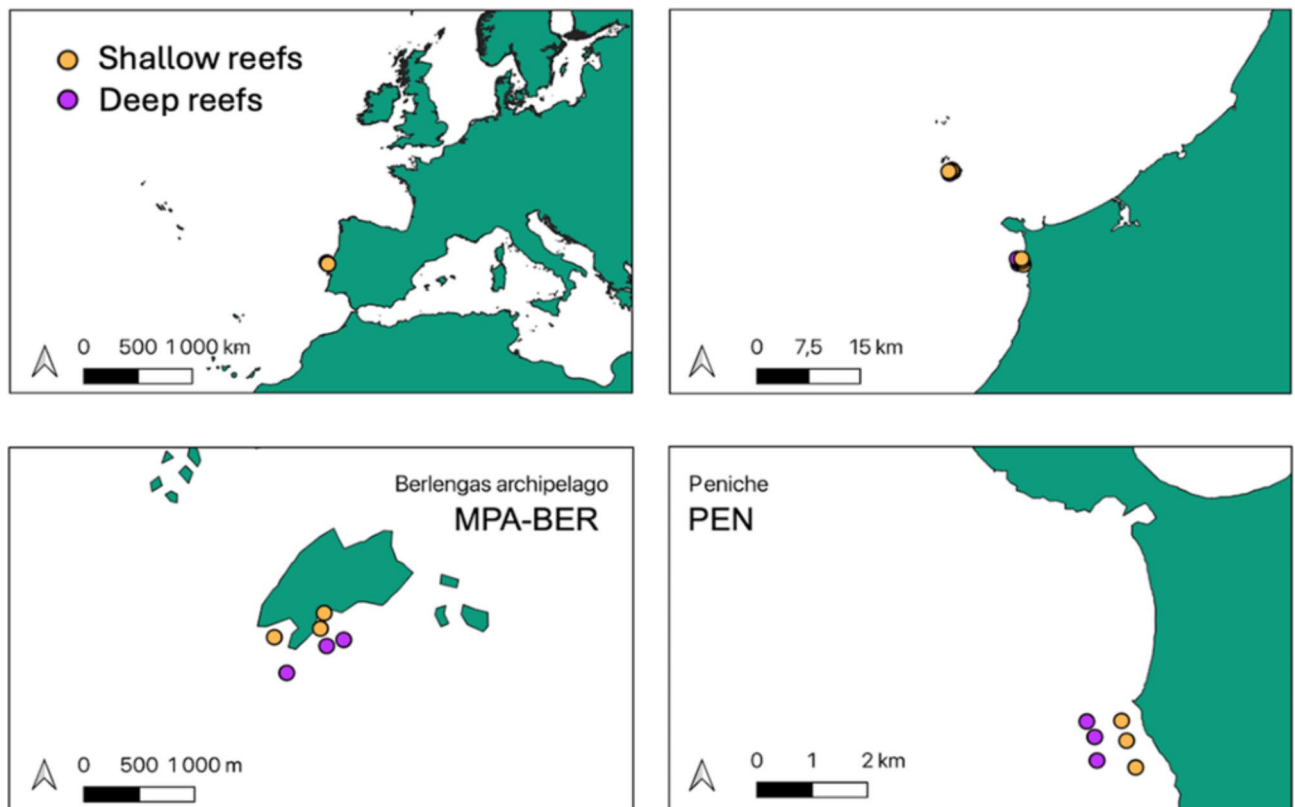 Shallow reefs
Deep reefs
0 500 1 000 km
0 7,5 15 km
Berlengas archipelago
MPA-BER
0 500 1 000 m
Peniche
PEN
0 1 2 km